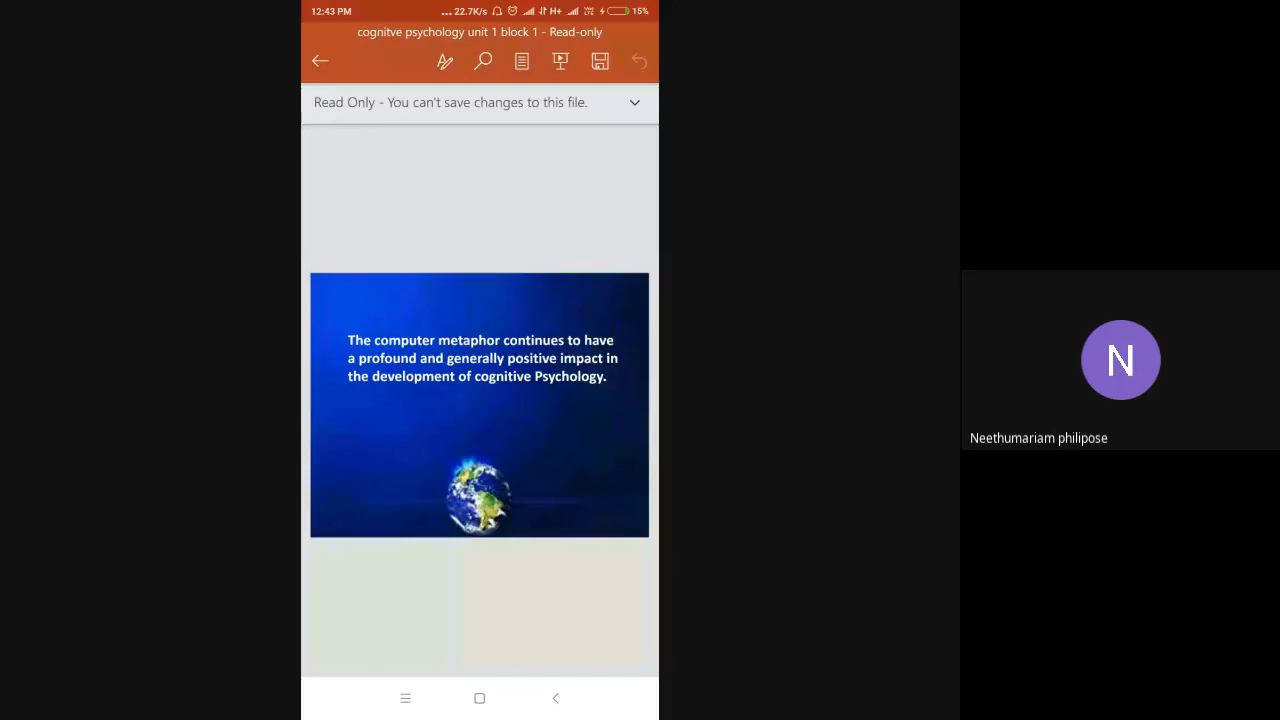 12:43 PM
... 22.7K/s
H+
15%
cognitve psychology unit 1 block 1 - Read-only
Read Only - You can't save changes to this file.
The computer metaphor continues to have
a profound and generally positive impact in
the development of cognitive Psychology.
N
Neethumariam philipose